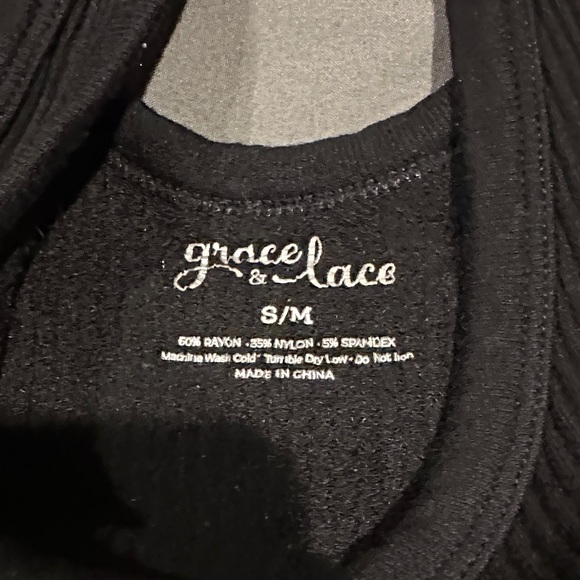 grace & lace
S/M
60% RAYON • 35% NYLON • 5% SPANDEX
Machine Wash Cold • Tumble Dry Low • Do Not Iron
MADE IN CHINA